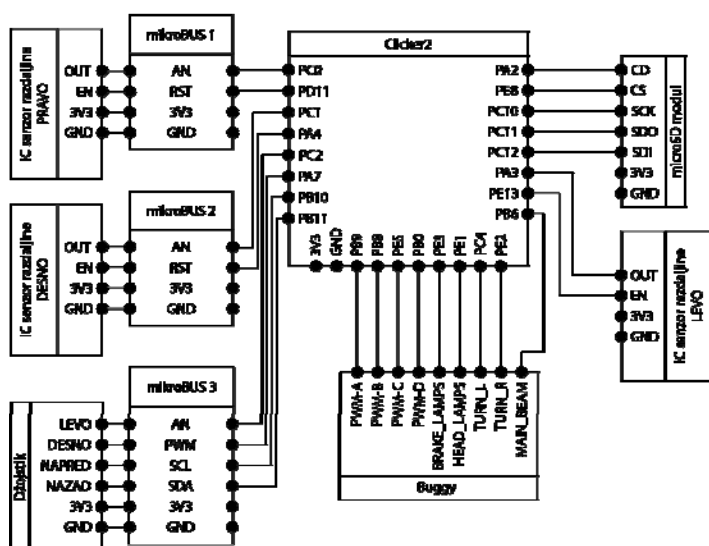 IC senzor razdaljine
PRAVO
OUT
EN
3V3
GND
mikroBUS 1
AN
RST
3V3
GND
IC senzor razdaljine
DESNO
OUT
EN
3V3
GND
mikroBUS 2
AN
RST
3V3
GND
Džojstik
LEVO
DESNO
NAPRED
NAZAD
3V3
GND
mikroBUS 3
AN
PWM
SCL
SDA
3V3
GND
Clicker2
PC0
PD11
PC1
PA4
PC2
PA7
PB10
PB11
PA2
PE8
PC10
PC11
PC12
PA3
PE13
PB6
3V3
GND
PB9
PB8
PE5
PB0
PE3
PE1
PC4
PE2
PWM-A
PWM-B
PWM-C
PWM-D
BRAKE_LAMPS
HEAD_LAMPS
TURN_L
TURN_R
MAIN_BEAM
Buggy
CD
CS
SCK
SDO
SDI
3V3
GND
microSD modul
OUT
EN
3V3
GND
IC senzor razdaljine
LEVO